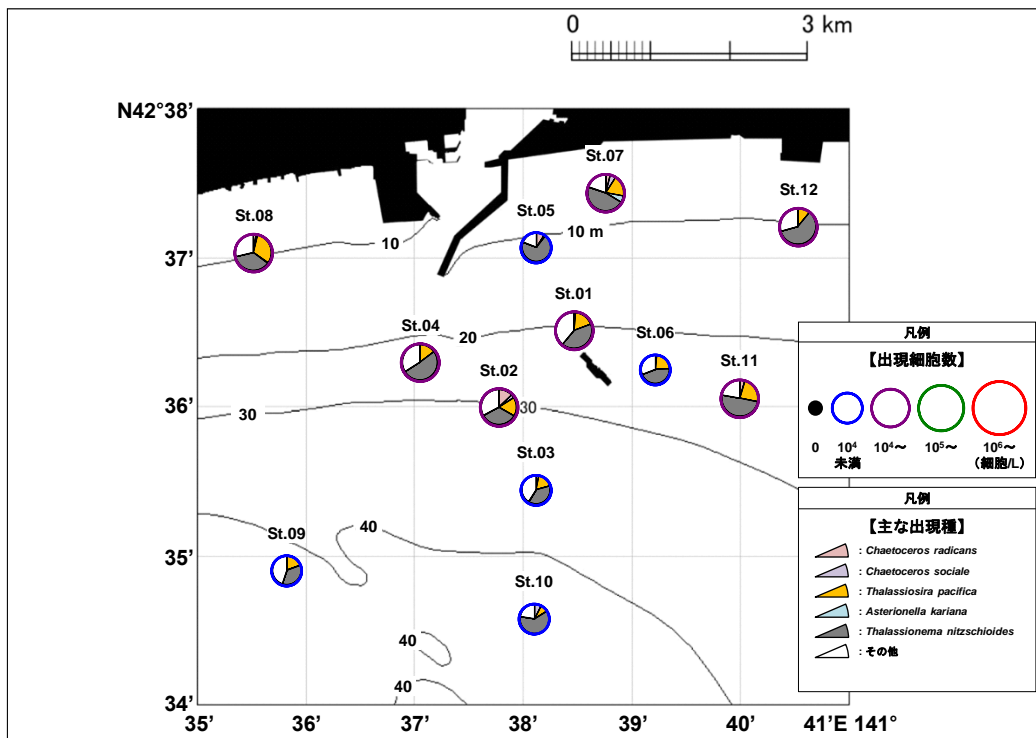 0 3 km
N42°38’
St.07
St.12
St.08
St.05
10 m
10
37’
St.01
St.04
St.06
20
St.02
St.11
36’
30
30
St.03
40
St.09
35’
St.10
40
40
34’
35’ 36’ 37’ 38’ 39’ 40’ 41’E 141°
凡例
【出現細胞数】
0 10⁴ 10⁴～ 10⁵～ 10⁶～
未満 (細胞/L)
凡例
【主な出現種】
: Chaetoceros radicans
: Chaetoceros sociale
: Thalassiosira pacifica
: Asterionella kariana
: Thalassionema nitzschioides
: その他